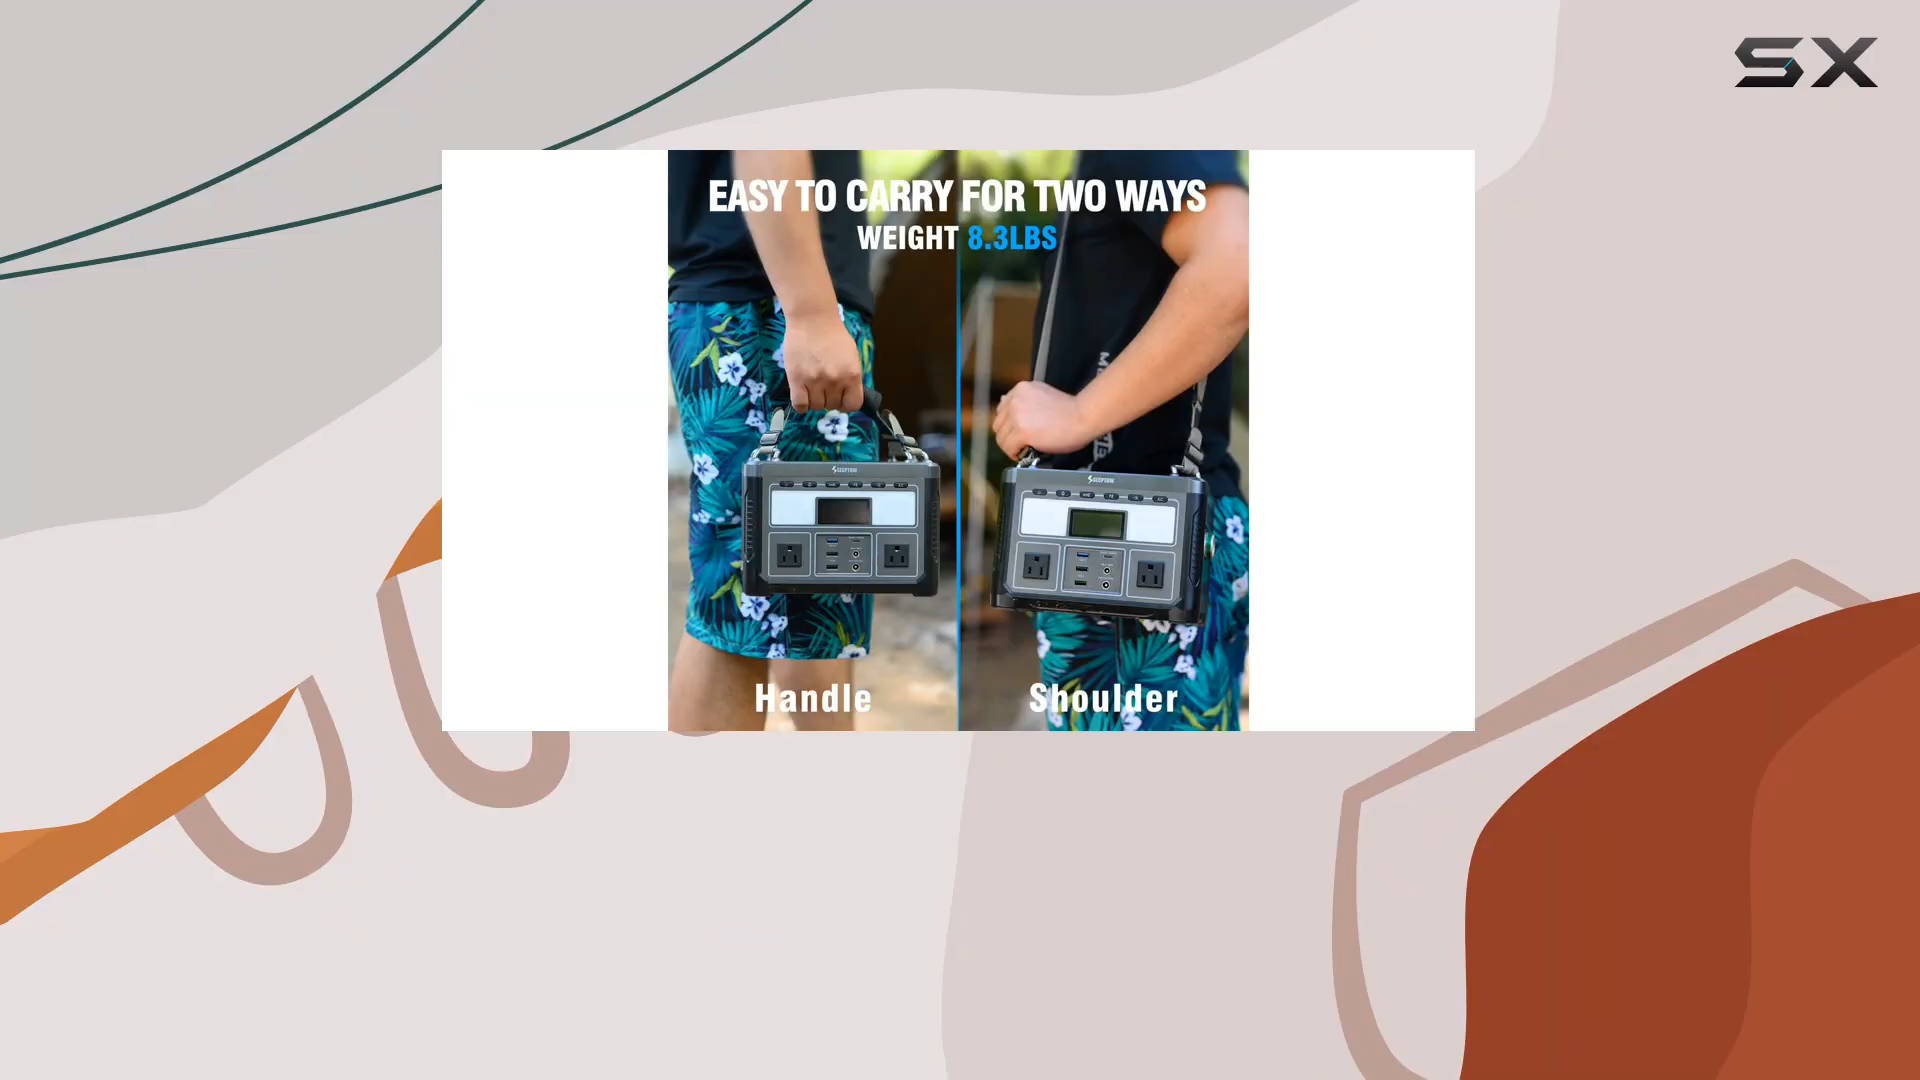 SX
EASY TO CARRY FOR TWO WAYS
WEIGHT 8.3LBS
Handle
Shoulder